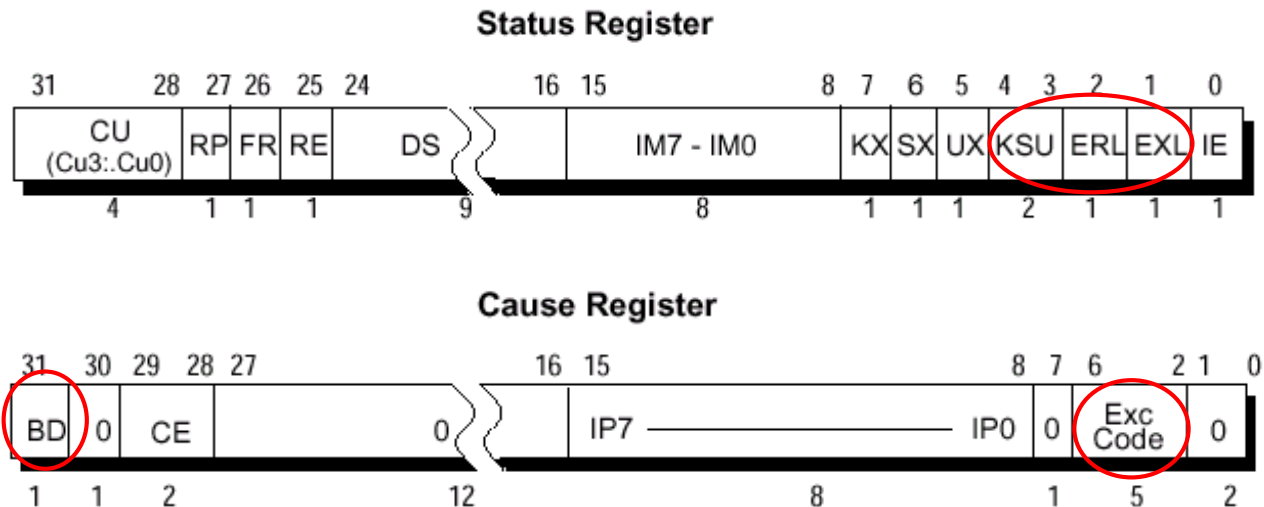 Status Register
31 28 27 26 25 24 16 15 8 7 6 5 4 3 2 1 0
CU RP FR RE DS IM7 - IM0 KX SX UX KSU ERL EXL IE
(Cu3:.Cu0)
4 1 1 1 9 8 1 1 1 2 1 1 1
Cause Register
31 30 29 28 27 16 15 8 7 6 2 1 0
BD 0 CE 0 IP7 IP0 0 Exc 0
Code
1 1 2 12 8 1 5 2